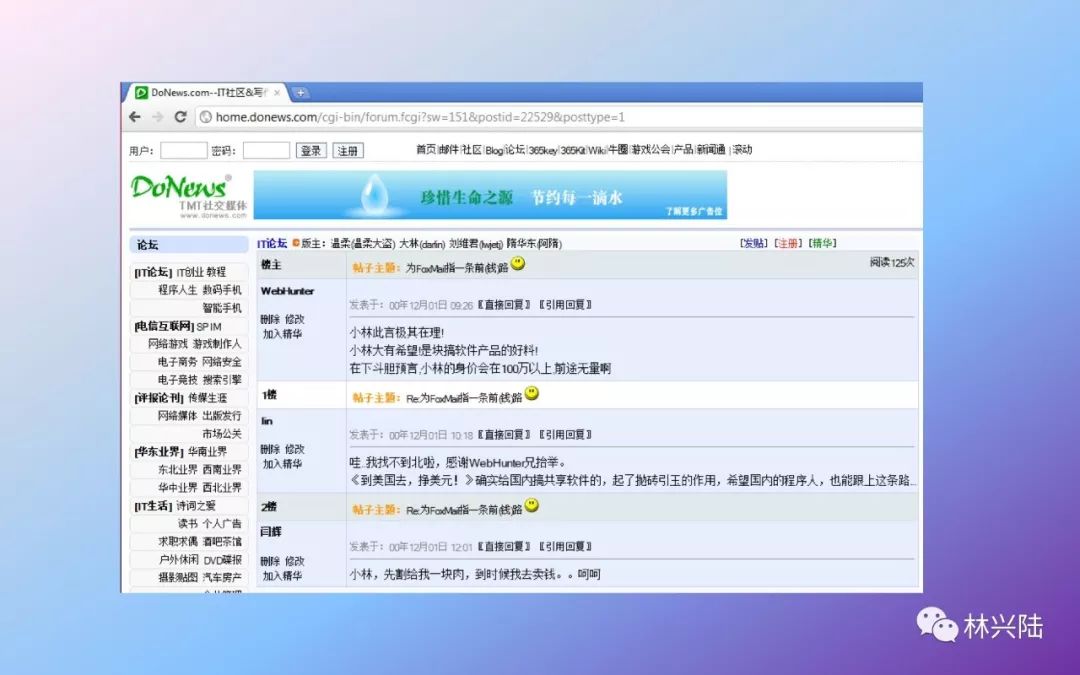 DoNews.com--IT社区&写
home.donews.com/cgi-bin/forum.fcgi?sw=151&postid=22529&posttype=1
用户： 密码： 登录 注册 首页|邮件|社区|Blog|论坛|365key|365Kit|Wiki|牛圈|游戏公会|产品|新闻通|滚动
DoNews®
TMT社交媒体
www.donews.com
珍惜生命之源 节约每一滴水
了解更多广告位
论坛
[IT论坛] IT创业 教程
程序人生 数码手机
智能手机
[电信互联网] SP IM
网络游戏 游戏制作人
电子商务 网络安全
电子竞技 搜索引擎
[评报论刊] 传媒生涯
网络媒体 出版发行
市场公关
[华东业界] 华南业界
东北业界 西南业界
华中业界 西北业界
[IT生活] 诗词之爱
读书 个人广告
求职求偶 酒吧茶馆
户外休闲 DVD碟报
摄影贴图 汽车房产
IT论坛 版主：温柔(温柔大盗) 大林(darlin) 刘维君(lwjetj) 隋华东(阿隋) [发贴] [注册] [精华]
楼主 帖子主题：为FoxMail指一条前(钱)路 阅读125次
WebHunter
发表于：00年12月01日 09:26【直接回复】【引用回复】
删除 修改
加入精华
小林此言极其在理!
小林大有希望!是块搞软件产品的好料!
在下斗胆预言,小林的身价会在100万以上,前途无量啊
1楼 帖子主题：Re:为FoxMail指一条前(钱)路
lin
发表于：00年12月01日 10:18【直接回复】【引用回复】
删除 修改
加入精华
哇..我找不到北啦，感谢WebHunter兄抬举。
《到美国去，挣美元！》确实给国内搞共享软件的，起了抛砖引玉的作用，希望国内的程序人，也能跟上这条路...
2楼 帖子主题：Re:为FoxMail指一条前(钱)路
闫辉
发表于：00年12月01日 12:01【直接回复】【引用回复】
删除 修改
加入精华
小林，先割给我一块肉，到时候我去卖钱。。呵呵
林兴陆